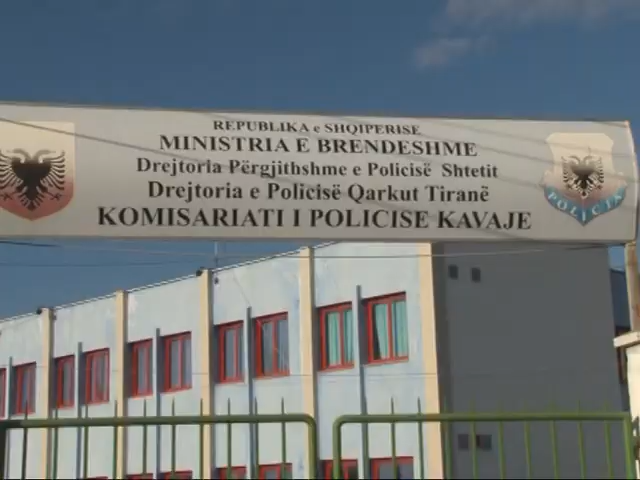 REPUBLIKA e SHQIPERISE
MINISTRIA E BRENDESHME
Drejtoria Përgjithshme e Policisë Shtetit
Drejtoria e Policisë Qarkut Tiranë
KOMISARIATI I POLICISE KAVAJE
POLICIA